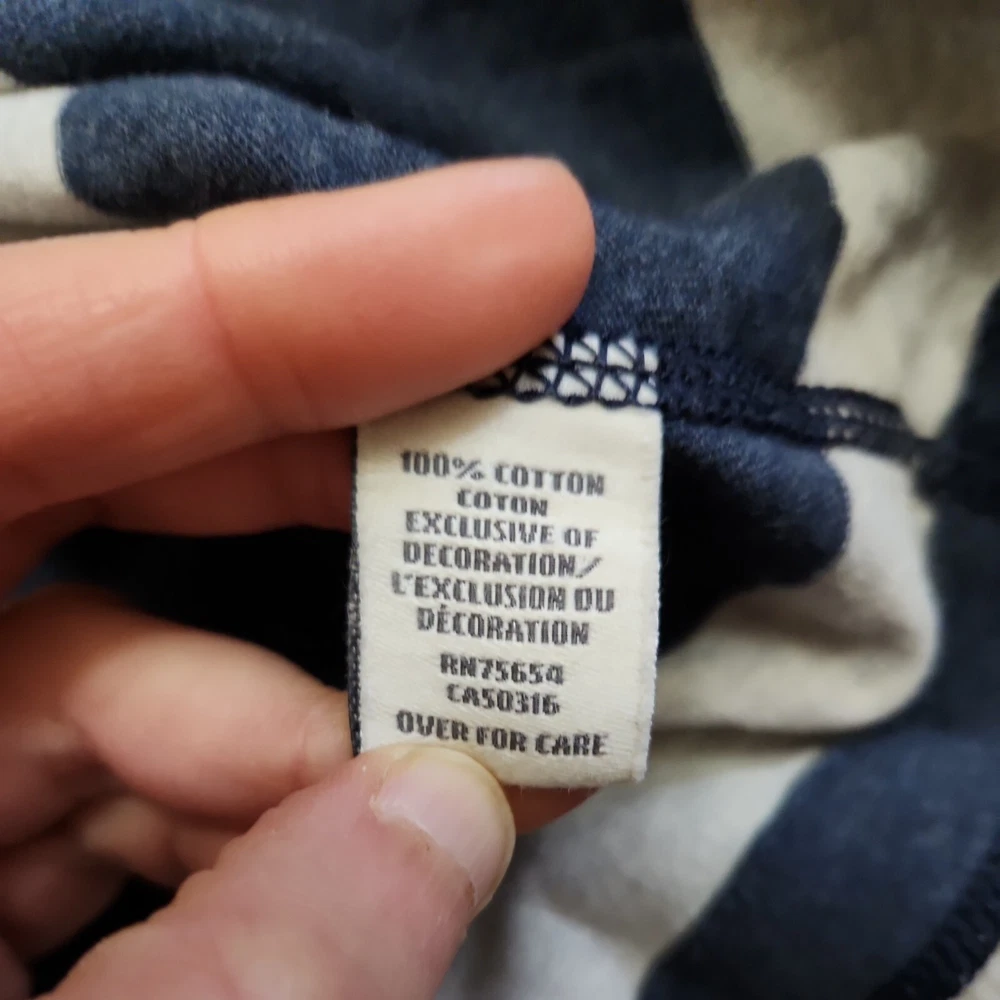 100% COTTON
COTON
EXCLUSIVE OF
DECORATION/
L'EXCLUSION DU
DÉCORATION
RN75654
CA50316
OVER FOR CARE